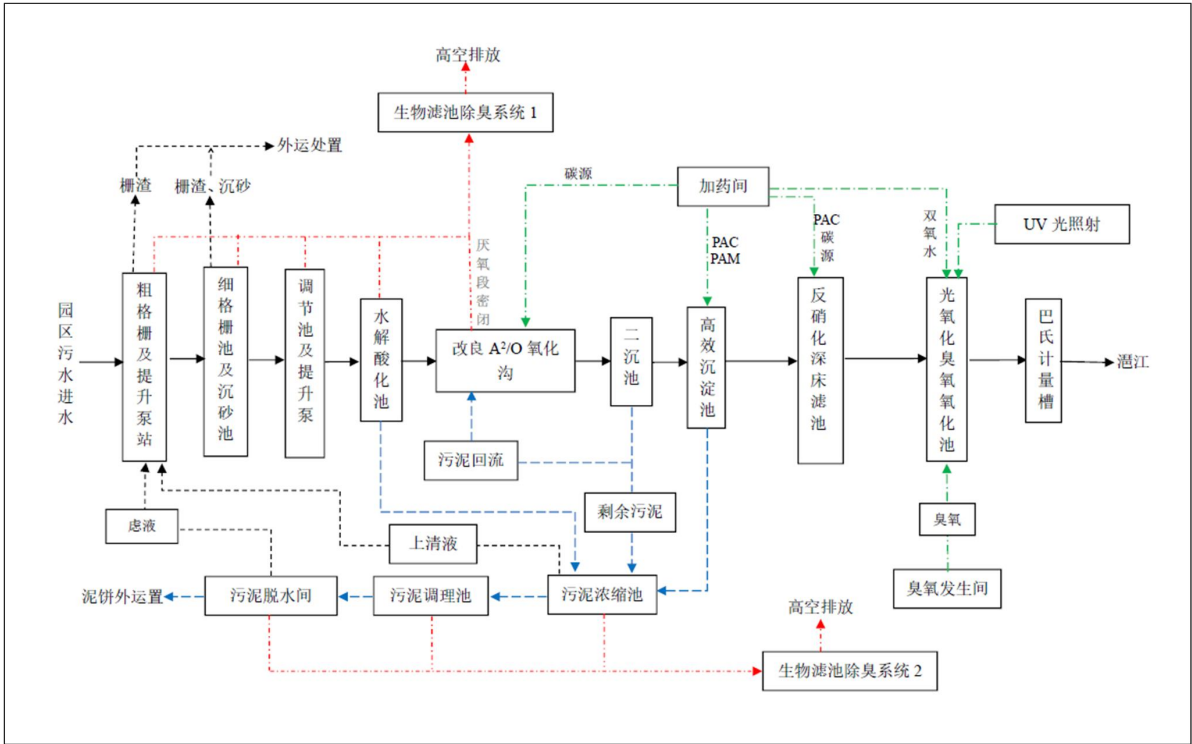 高空排放
生物滤池除臭系统 1
外运处置
栅渣
栅渣、沉砂
碳源
加药间
PAC
PAM
PAC
碳源
双氧水
UV 光照射
厌氧段密闭
园区污水进水
粗格栅及提升泵站
细格栅池及沉砂池
调节池及提升泵
水解酸化池
改良 A²/O 氧化
沟
二沉池
高效沉淀池
反硝化深床滤池
光氧化臭氧氧化池
巴氏计量槽
浥江
污泥回流
剩余污泥
虑液
上清液
臭氧
泥饼外运置
污泥脱水间
污泥调理池
污泥浓缩池
臭氧发生间
高空排放
生物滤池除臭系统 2